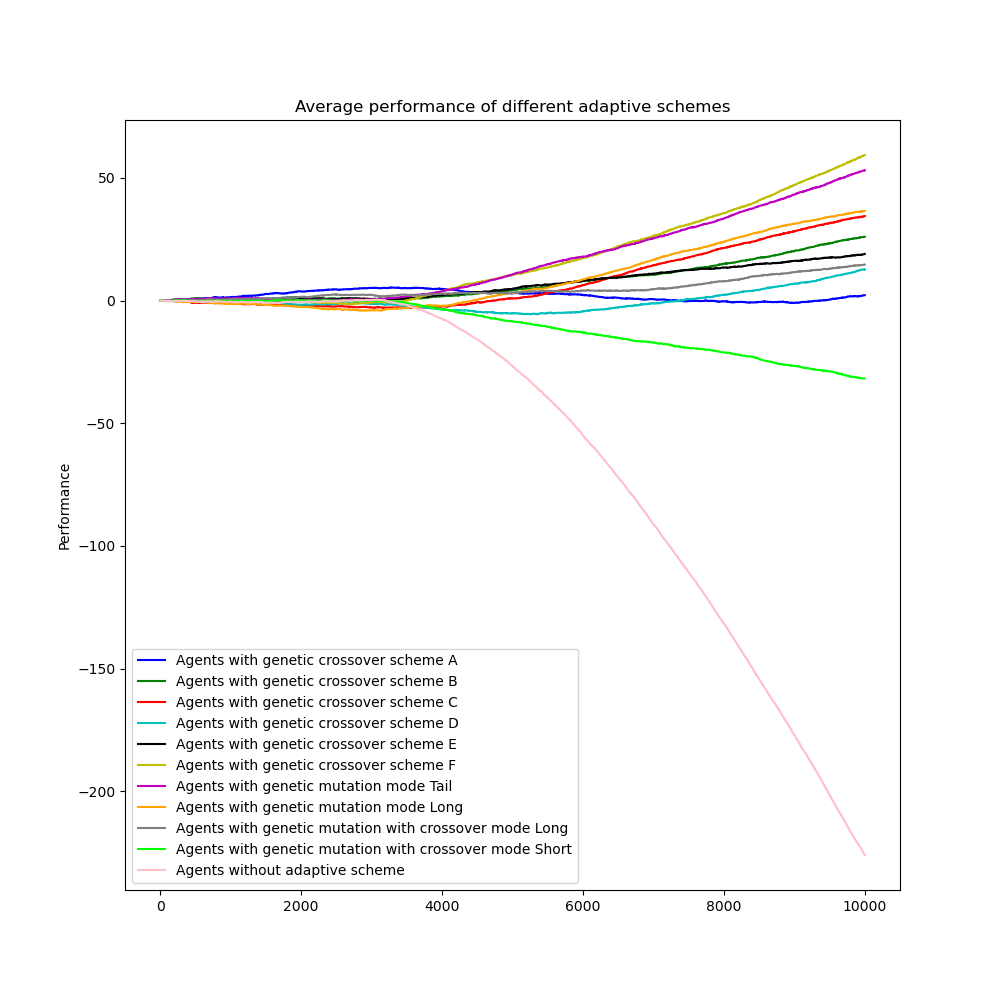 Average performance of different adaptive schemes
50
0
−50
−100
−150
−200
Performance
Agents with genetic crossover scheme A
Agents with genetic crossover scheme B
Agents with genetic crossover scheme C
Agents with genetic crossover scheme D
Agents with genetic crossover scheme E
Agents with genetic crossover scheme F
Agents with genetic mutation mode Tail
Agents with genetic mutation mode Long
Agents with genetic mutation with crossover mode Long
Agents with genetic mutation with crossover mode Short
Agents without adaptive scheme
0 2000 4000 6000 8000 10000